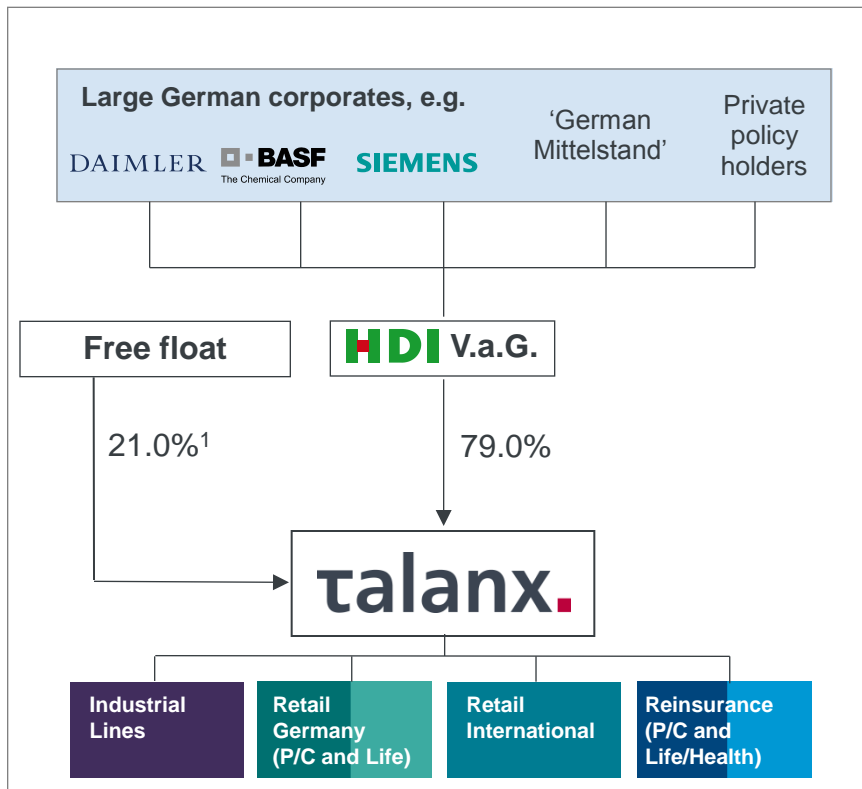 Large German corporates, e.g.
DAIMLER
BASF
The Chemical Company
SIEMENS
‘German
Mittelstand’
Private
policy
holders
Free float
HDI V.a.G.
21.0%¹
79.0%
τalanx.
Industrial
Lines
Retail
Germany
(P/C and Life)
Retail
International
Reinsurance
(P/C and
Life/Health)